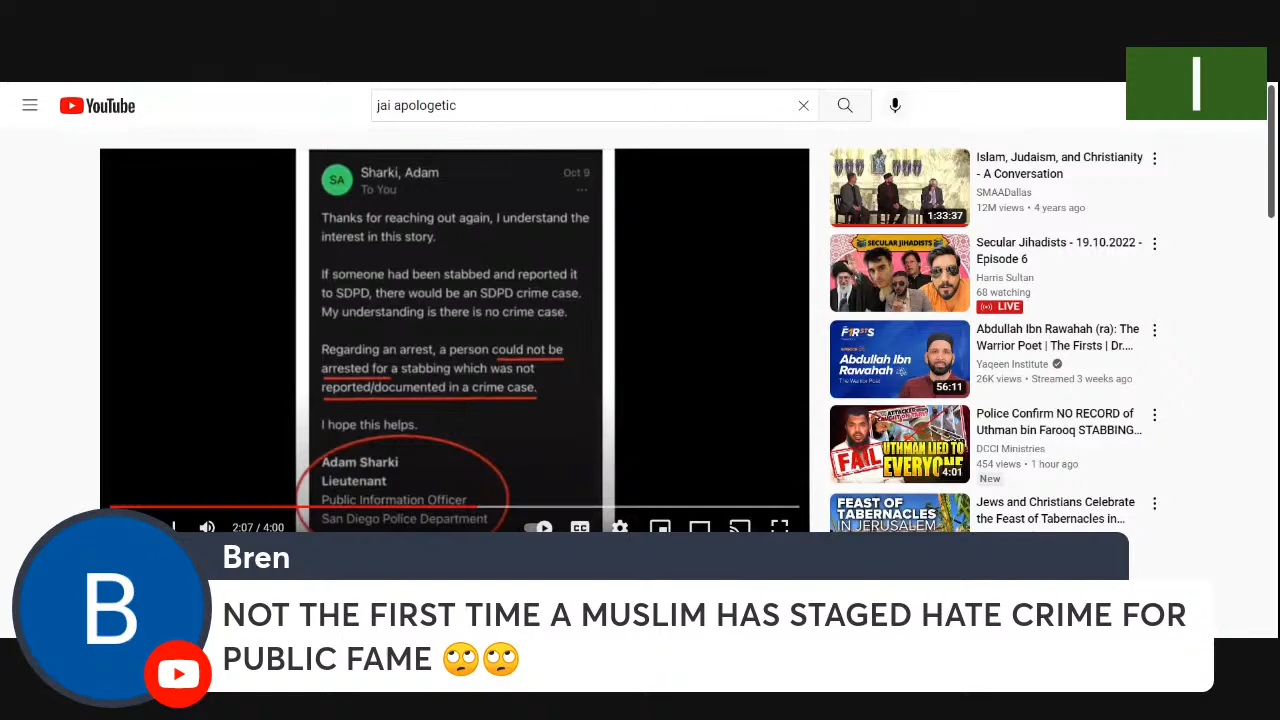 I
YouTube
jai apologetic
SA
Sharki, Adam
Oct 9
To You
Thanks for reaching out again, I understand the
interest in this story.
If someone had been stabbed and reported it
to SDPD, there would be an SDPD crime case.
My understanding is there is no crime case.
Regarding an arrest, a person could not be
arrested for a stabbing which was not
reported/documented in a crime case.
I hope this helps.
Adam Sharki
Lieutenant
Public Information Officer
San Diego Police Department
2:07 / 4:00
CC
1:33:37
Islam, Judaism, and Christianity
- A Conversation
SMAADallas
12M views • 4 years ago
SECULAR JIHADISTS
Secular Jihadists - 19.10.2022 -
Episode 6
Harris Sultan
68 watching
LIVE
FIRSTS
Abdullah Ibn
Rawahah (ra)
The Warrior Poet
56:11
Abdullah Ibn Rawahah (ra): The
Warrior Poet | The Firsts | Dr....
Yaqeen Institute
26K views • Streamed 3 weeks ago
FAIL
UTHMAN LIED TO
EVERYONE
4:01
Police Confirm NO RECORD of
Uthman bin Farooq STABBING...
DCCI Ministries
454 views • 1 hour ago
New
FEAST OF
TABERNACLES
IN JERUSALEM
Jews and Christians Celebrate
the Feast of Tabernacles in...
B
Bren
NOT THE FIRST TIME A MUSLIM HAS STAGED HATE CRIME FOR
PUBLIC FAME 🙄🙄